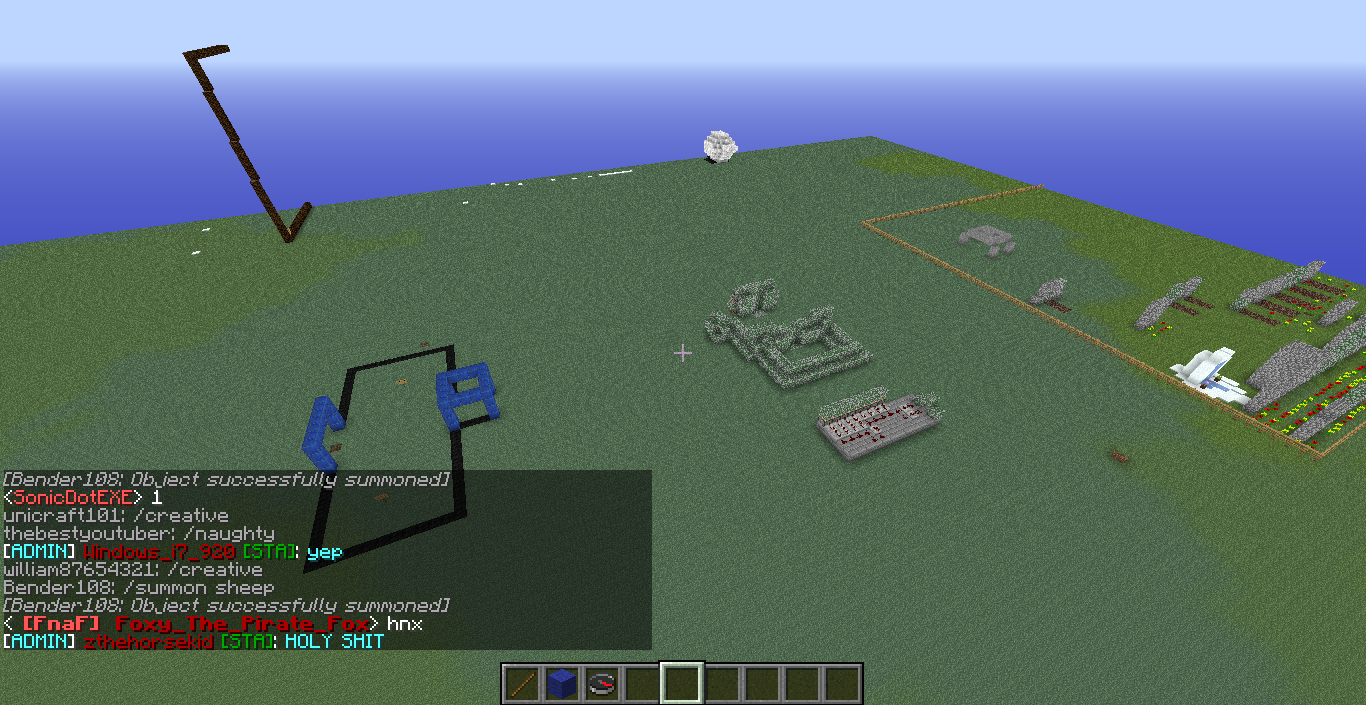 [Bender108: Object successfully summoned]
<SonicDotEXE> 1
unicraft101: /creative
thebestyoutuber: /naughty
[ADMIN] Windows_i7_920 [STA]: yep
william87654321: /creative
Bender108: /summon sheep
[Bender108: Object successfully summoned]
< [FnaF] Foxy_The_Pirate_Fox> hnx
[ADMIN] zthehorsekid [STA]: HOLY SHIT